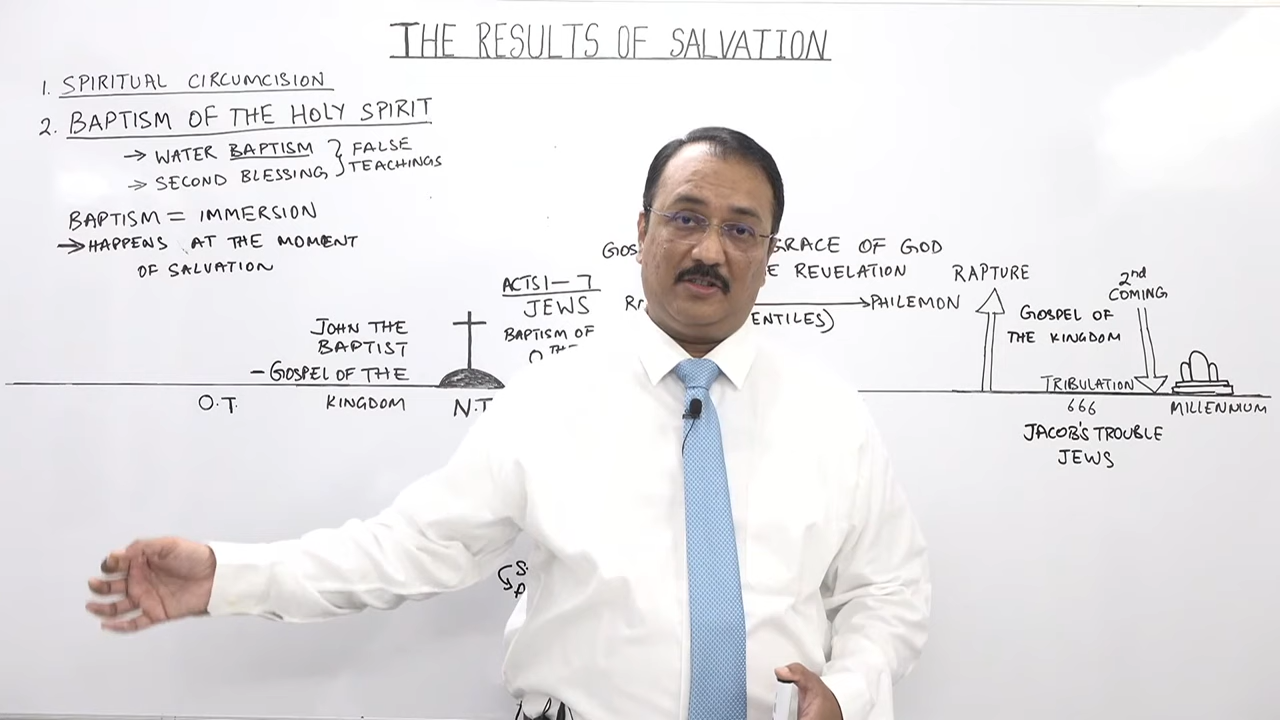 THE RESULTS OF SALVATION
1. SPIRITUAL CIRCUMCISION
2. BAPTISM OF THE HOLY SPIRIT
→ WATER BAPTISM } FALSE
→ SECOND BLESSING } TEACHINGS
BAPTISM = IMMERSION
→ HAPPENS AT THE MOMENT
OF SALVATION
JOHN THE
BAPTIST
- GOSPEL OF THE
KINGDOM
O.T.
N.T
ACTS 1 - 7
JEWS
BAPTISM OF
GRACE OF GOD
REVELATION
→ PHILEMON
RAPTURE
2nd
COMING
GOSPEL OF
THE KINGDOM
TRIBULATION
666
JACOB'S TROUBLE
JEWS
MILLENNIUM